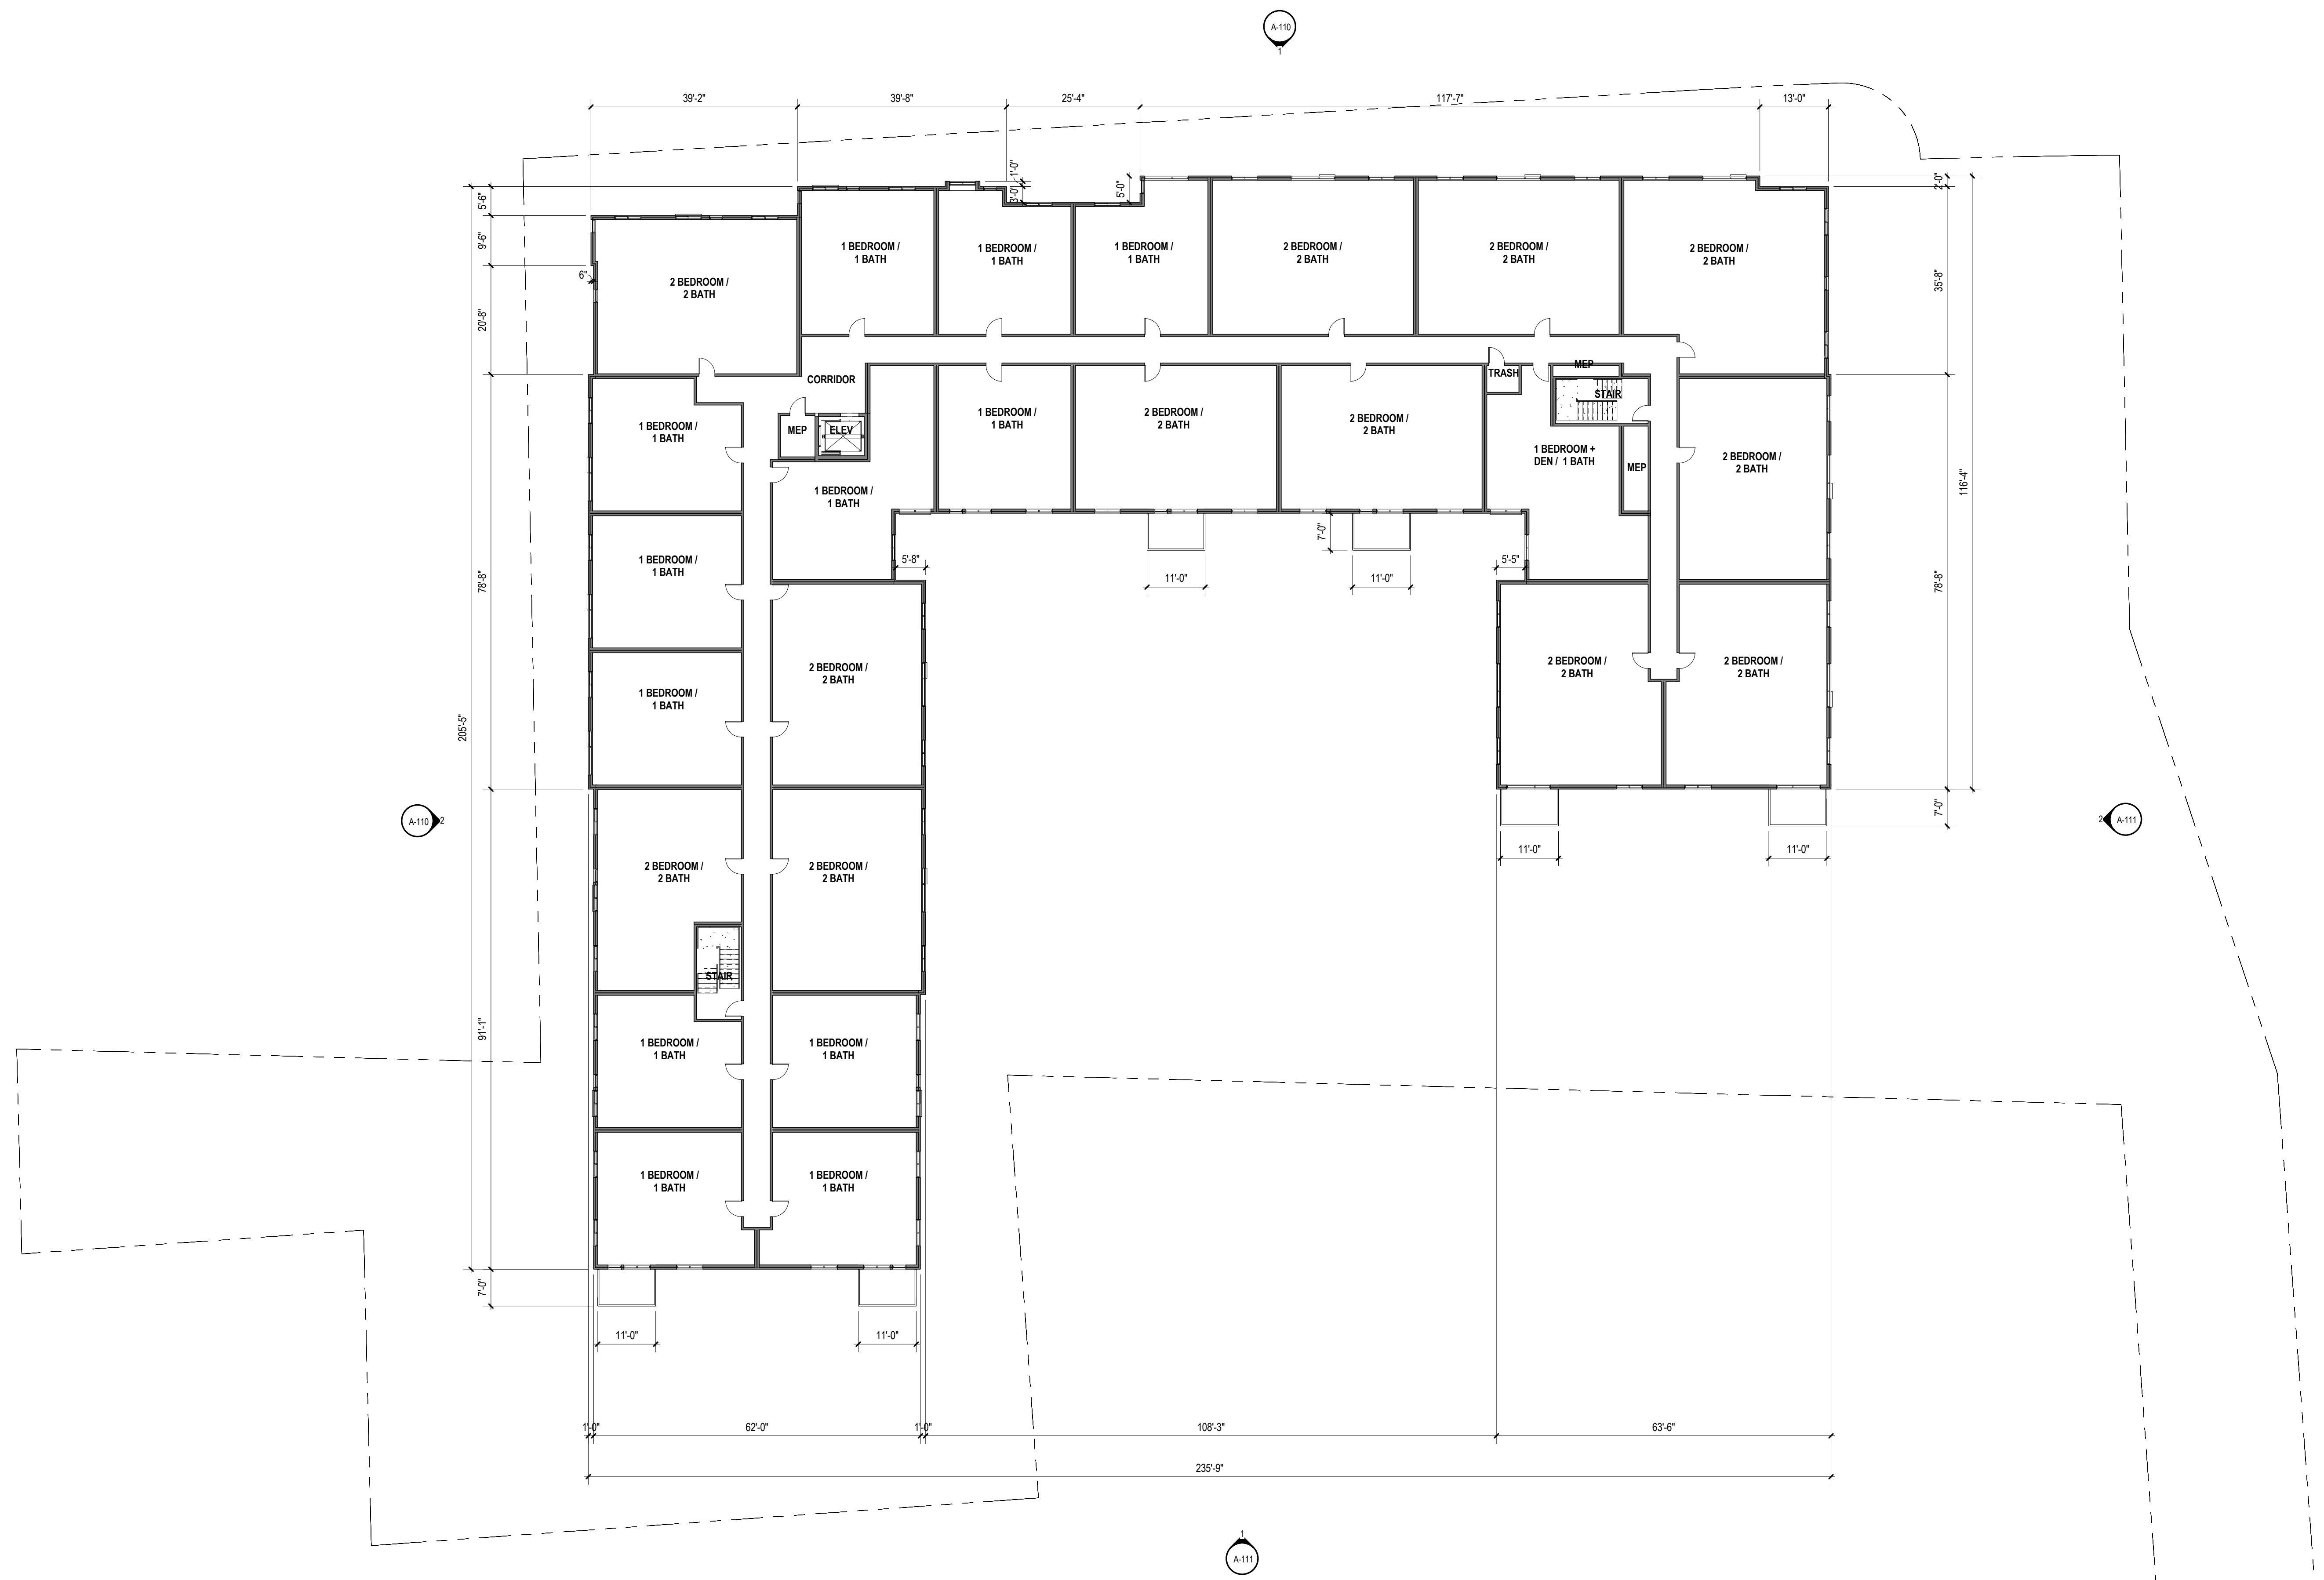 A-110
1
39'-2"
39'-8"
25'-4"
117'-7"
13'-0"
1'-0"
3'-0"
5'-0"
2'-0"
5'-6"
9'-6"
6"
20'-8"
35'-8"
116'-4"
1 BEDROOM /
1 BATH
1 BEDROOM /
1 BATH
1 BEDROOM /
1 BATH
2 BEDROOM /
2 BATH
2 BEDROOM /
2 BATH
2 BEDROOM /
2 BATH
2 BEDROOM /
2 BATH
CORRIDOR
TRASH
MEP
STAIR
MEP
ELEV
1 BEDROOM /
1 BATH
1 BEDROOM /
1 BATH
2 BEDROOM /
2 BATH
2 BEDROOM /
2 BATH
1 BEDROOM +
DEN /  1 BATH
MEP
2 BEDROOM /
2 BATH
1 BEDROOM /
1 BATH
7'-0"
5'-8"
11'-0"
11'-0"
5'-5"
1 BEDROOM /
1 BATH
78'-8"
78'-8"
205'-5"
1 BEDROOM /
1 BATH
2 BEDROOM /
2 BATH
2 BEDROOM /
2 BATH
2 BEDROOM /
2 BATH
A-110
2
2
A-111
7'-0"
11'-0"
11'-0"
2 BEDROOM /
2 BATH
2 BEDROOM /
2 BATH
STAIR
91'-1"
1 BEDROOM /
1 BATH
1 BEDROOM /
1 BATH
1 BEDROOM /
1 BATH
1 BEDROOM /
1 BATH
7'-0"
11'-0"
11'-0"
1'-0"
62'-0"
1'-0"
108'-3"
63'-6"
235'-9"
1
A-111